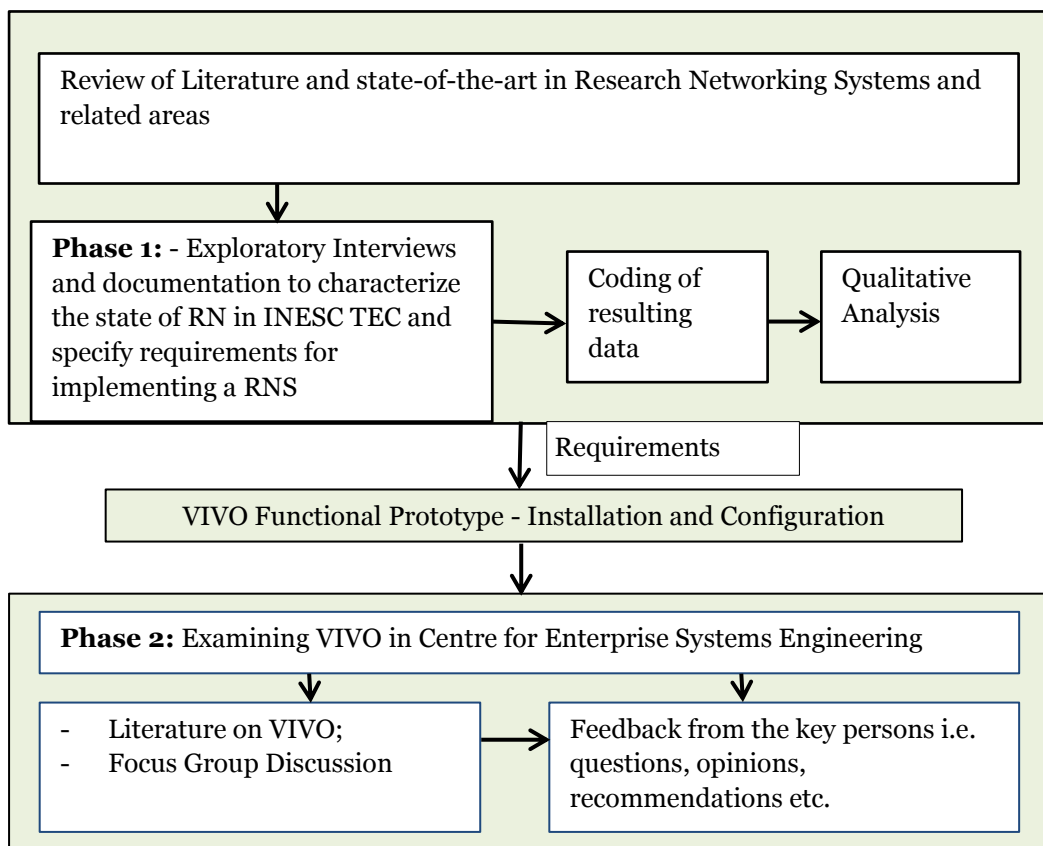 Review of Literature and state-of-the-art in Research Networking Systems and
related areas
Phase 1: - Exploratory Interviews
and documentation to characterize
the state of RN in INESC TEC and
specify requirements for
implementing a RNS
Coding of
resulting
data
Qualitative
Analysis
Requirements
VIVO Functional Prototype - Installation and Configuration
Phase 2: Examining VIVO in Centre for Enterprise Systems Engineering
- Literature on VIVO;
- Focus Group Discussion
Feedback from the key persons i.e.
questions, opinions,
recommendations etc.